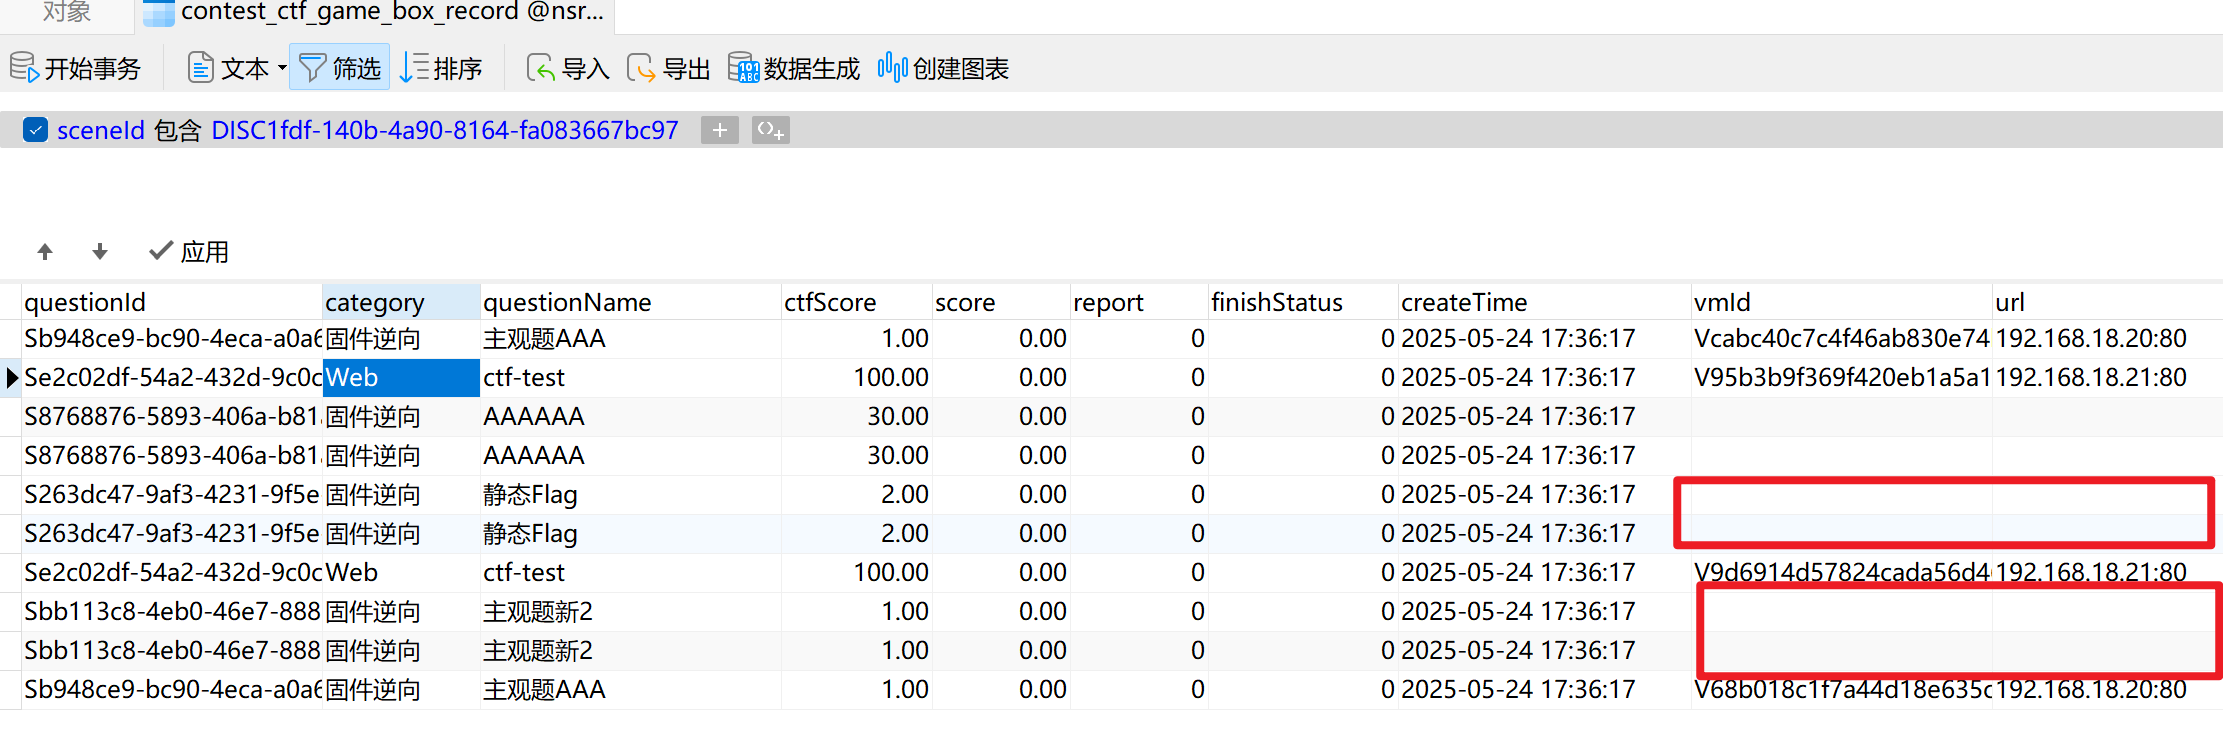 对象 contest_ctf_game_box_record @nsr...
开始事务 文本 筛选 排序 导入 导出 数据生成 创建图表
sceneId 包含 DISC1fdf-140b-4a90-8164-fa083667bc97
应用
questionId category questionName ctfScore score report finishStatus createTime vmId url
Sb948ce9-bc90-4eca-a0a6 固件逆向 主观题AAA 1.00 0.00 0 0 2025-05-24 17:36:17 Vcabc40c7c4f46ab830e74 192.168.18.20:80
Se2c02df-54a2-432d-9c0c Web ctf-test 100.00 0.00 0 0 2025-05-24 17:36:17 V95b3b9f369f420eb1a5a1 192.168.18.21:80
S8768876-5893-406a-b81a 固件逆向 AAAAAA 30.00 0.00 0 0 2025-05-24 17:36:17
S8768876-5893-406a-b81a 固件逆向 AAAAAA 30.00 0.00 0 0 2025-05-24 17:36:17
S263dc47-9af3-4231-9f5e 固件逆向 静态Flag 2.00 0.00 0 0 2025-05-24 17:36:17
S263dc47-9af3-4231-9f5e 固件逆向 静态Flag 2.00 0.00 0 0 2025-05-24 17:36:17
Se2c02df-54a2-432d-9c0c Web ctf-test 100.00 0.00 0 0 2025-05-24 17:36:17 V9d6914d57824cada56d4 192.168.18.21:80
Sbb113c8-4eb0-46e7-888 固件逆向 主观题新2 1.00 0.00 0 0 2025-05-24 17:36:17
Sbb113c8-4eb0-46e7-888 固件逆向 主观题新2 1.00 0.00 0 0 2025-05-24 17:36:17
Sb948ce9-bc90-4eca-a0a6 固件逆向 主观题AAA 1.00 0.00 0 0 2025-05-24 17:36:17 V68b018c1f7a44d18e635c 192.168.18.20:80